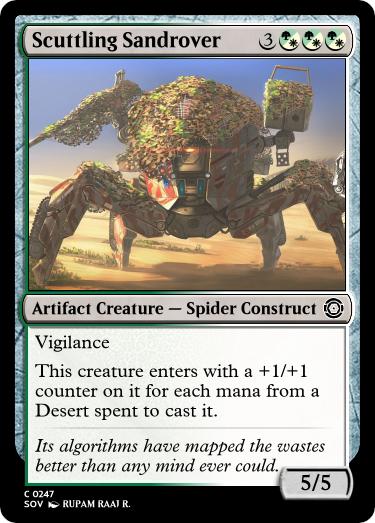 Scuttling Sandrover 3
Artifact Creature — Spider Construct
Vigilance
This creature enters with a +1/+1
counter on it for each mana from a
Desert spent to cast it.
Its algorithms have mapped the wastes
better than any mind ever could.
5/5
C 0247
SOV RUPAM RAAJ R.